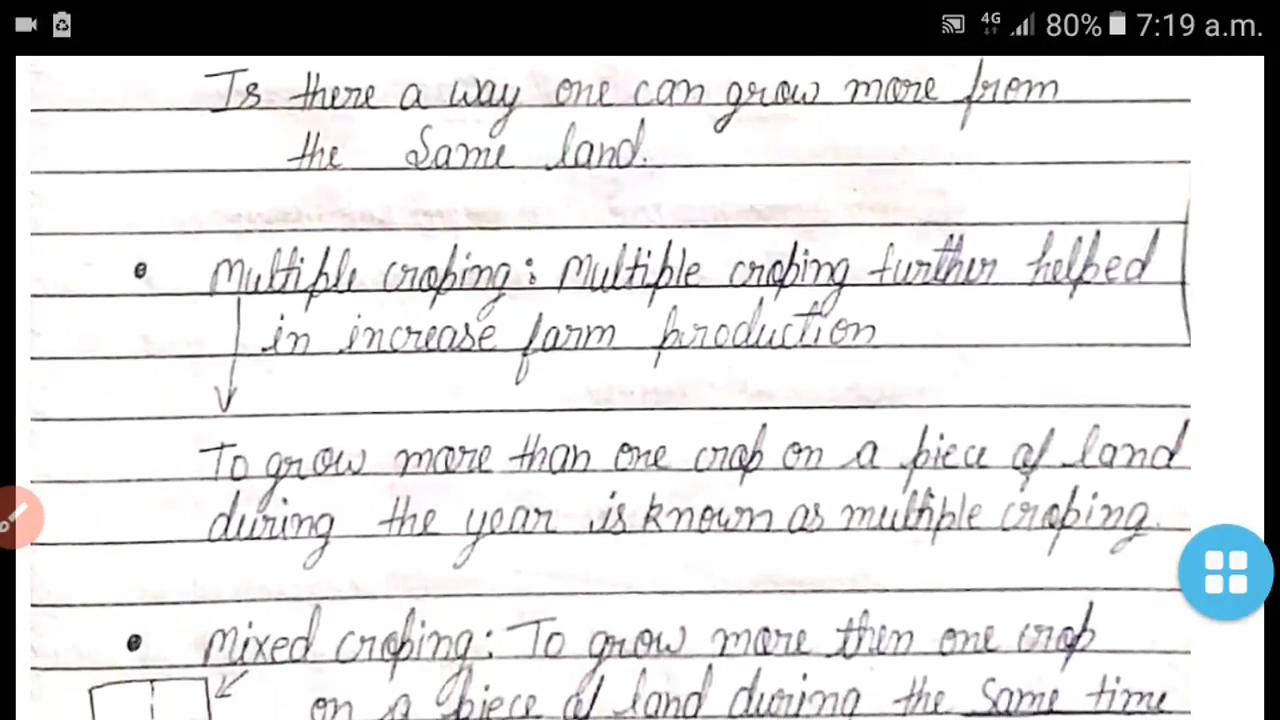 4G 80% 7:19 a.m.
Is there a way one can grow more from
the Same land.
• Multiple croping: Multiple croping further helped
in increase farm production
To grow more than one crop on a piece of land
during the year is known as multiple croping.
• Mixed croping: To grow more then one crop
on a piece of land during the same time